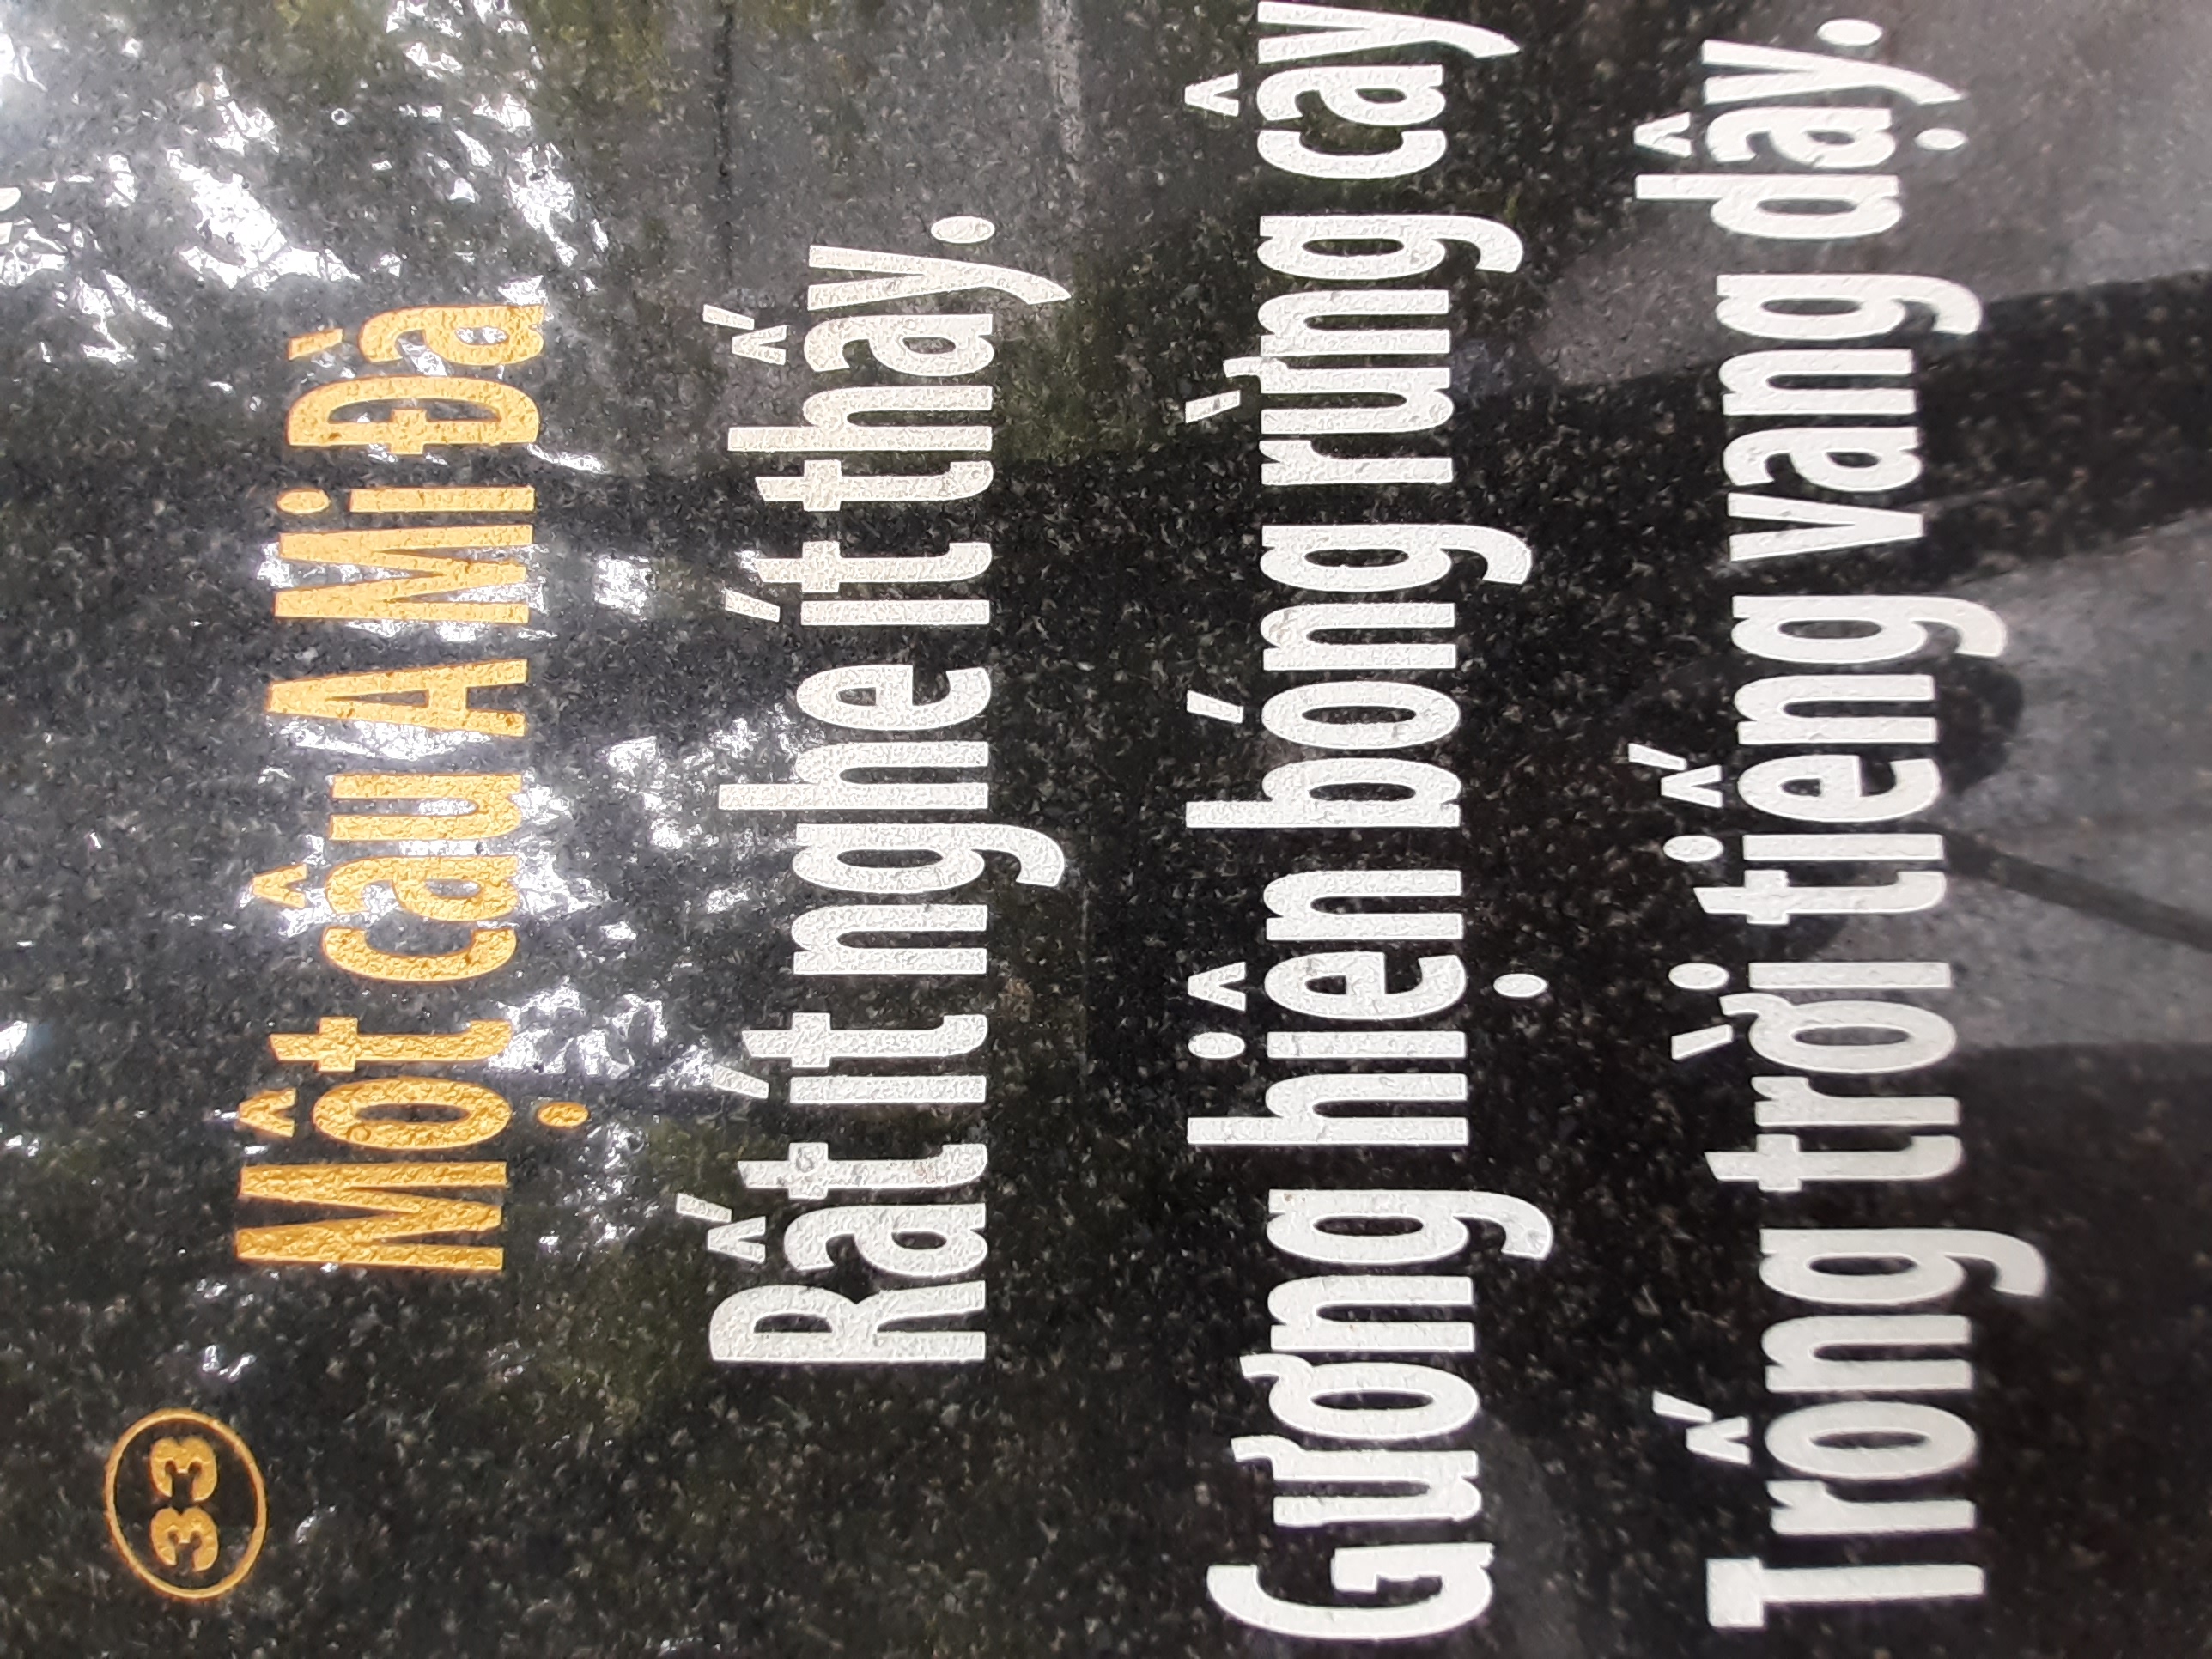 33
Một câu A Mi Đà
Rất ít nghe ít thấy.
Gương hiện bóng rừng cây
Trống trời tiếng vang dậy.